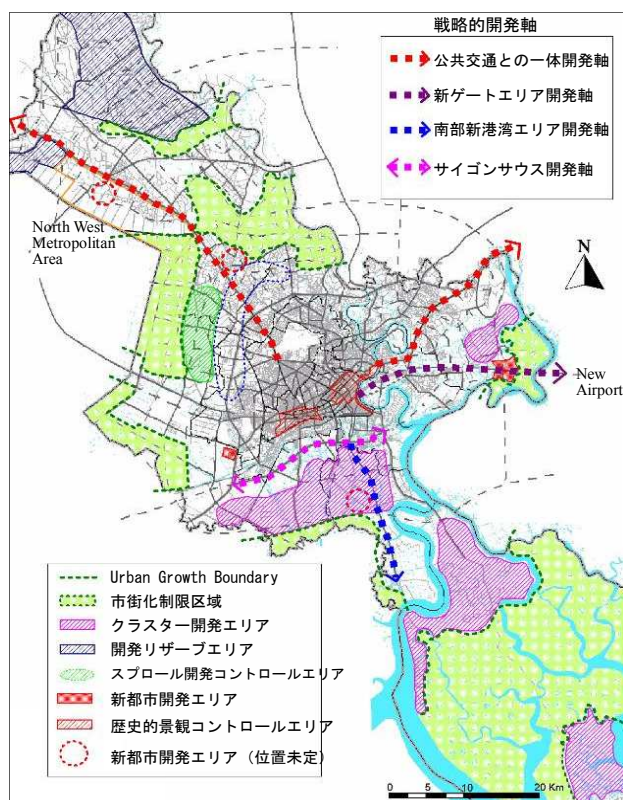 戦略的開発軸
公共交通との一体開発軸
新ゲートエリア開発軸
南部新港湾エリア開発軸
サイゴンサウス開発軸
North West
Metropolitan
Area
N
New
Airport
Urban Growth Boundary
市街化制限区域
クラスター開発エリア
開発リザーブエリア
スプロール開発コントロールエリア
新都市開発エリア
歴史的景観コントロールエリア
新都市開発エリア（位置未定）
0 5 10 20 Km